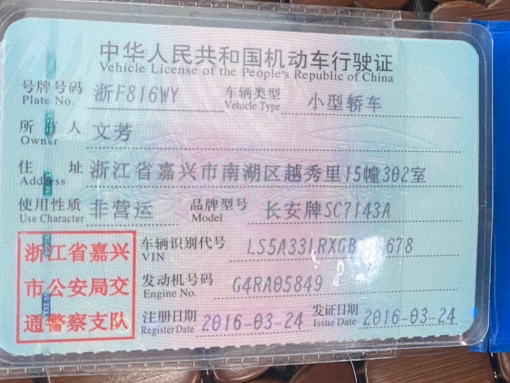 中华人民共和国机动车行驶证
Vehicle License of the People's Republic of China
号牌号码 浙F816WY 车辆类型 小型轿车
Plate No. Vehicle Type
所有人 文芳
Owner
住址 浙江省嘉兴市南湖区越秀里15幢302室
Address
使用性质 非营运 品牌型号 长安牌SC7143A
Use Character Model
浙江省嘉兴
市公安局交
通警察支队
车辆识别代号
VIN
发动机号码 G4RA05849
Engine No.
注册日期 2016-03-24 发证日期 2016-03-24
Register Date Issue Date